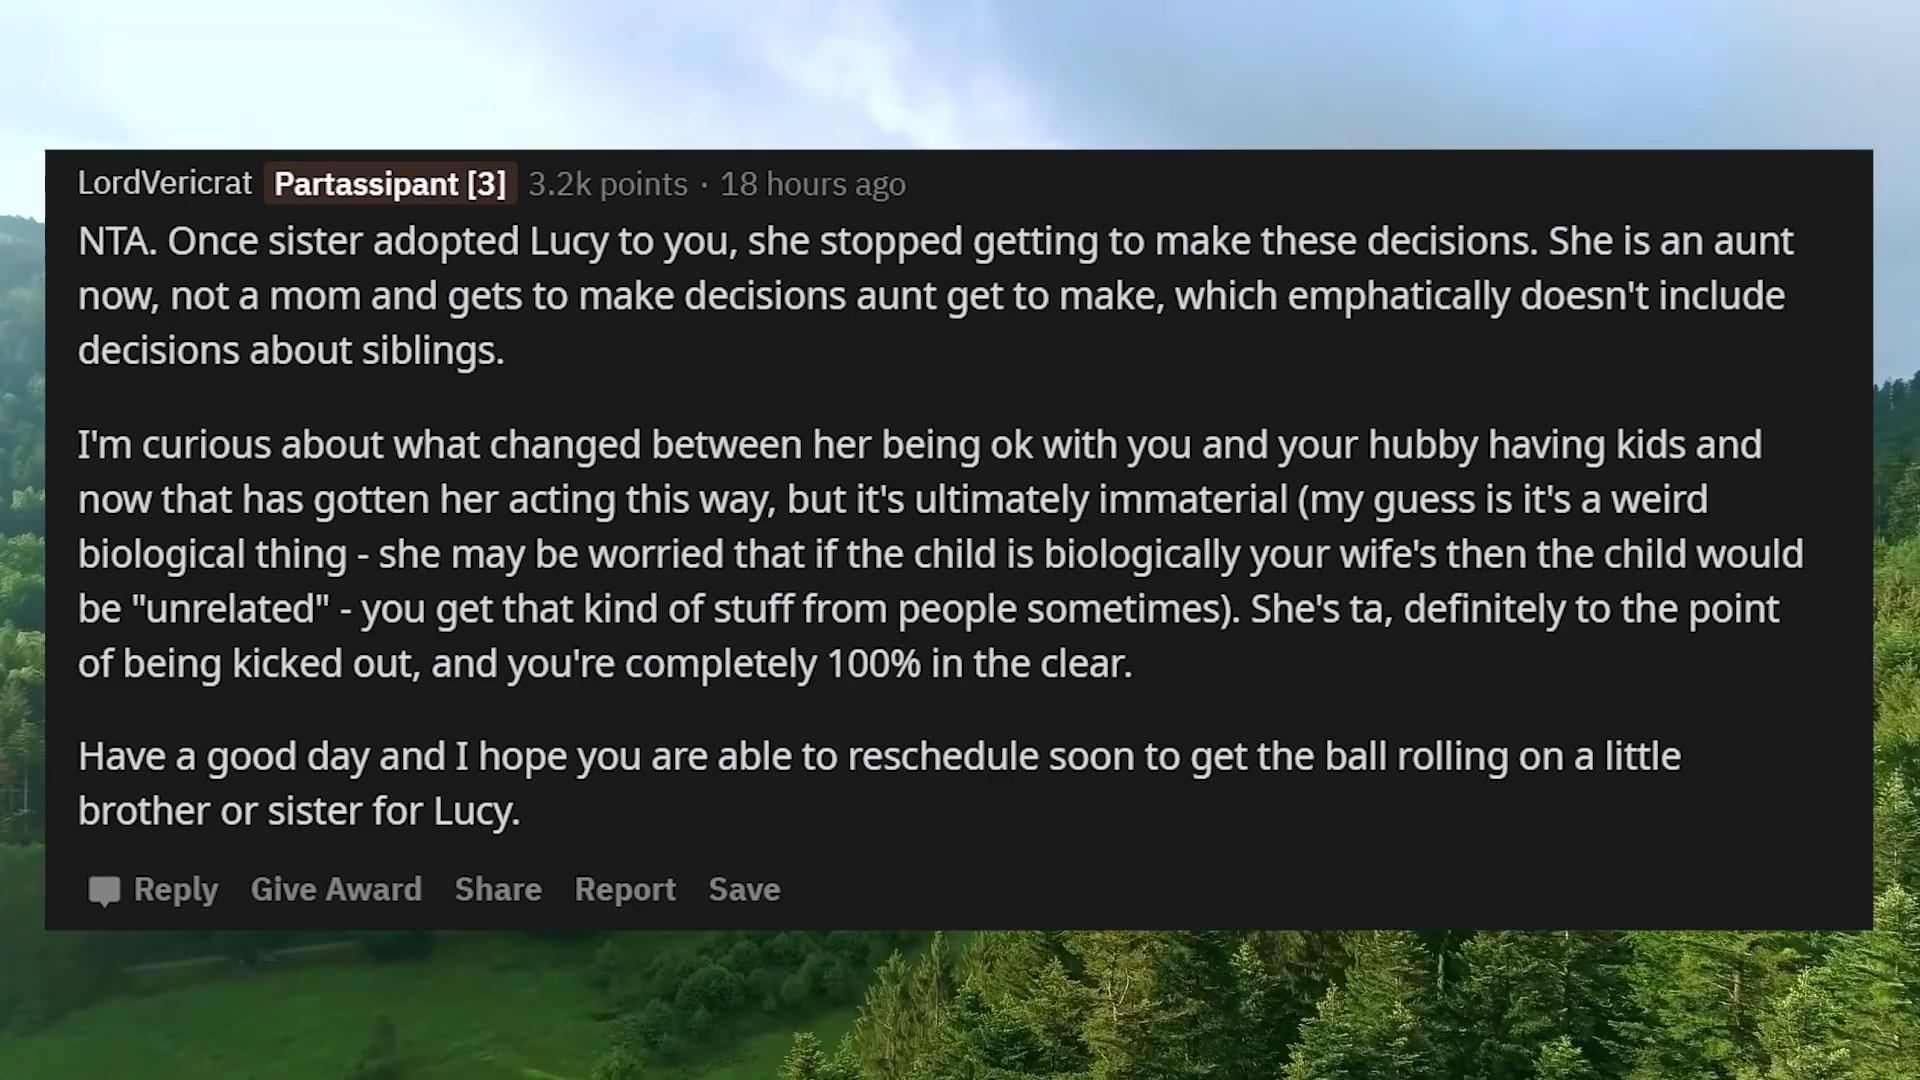 LordVericrat Partassipant [3] 3.2k points · 18 hours ago
NTA. Once sister adopted Lucy to you, she stopped getting to make these decisions. She is an aunt
now, not a mom and gets to make decisions aunt get to make, which emphatically doesn't include
decisions about siblings.
I'm curious about what changed between her being ok with you and your hubby having kids and
now that has gotten her acting this way, but it's ultimately immaterial (my guess is it's a weird
biological thing - she may be worried that if the child is biologically your wife's then the child would
be "unrelated" - you get that kind of stuff from people sometimes). She's ta, definitely to the point
of being kicked out, and you're completely 100% in the clear.
Have a good day and I hope you are able to reschedule soon to get the ball rolling on a little
brother or sister for Lucy.
Reply Give Award Share Report Save